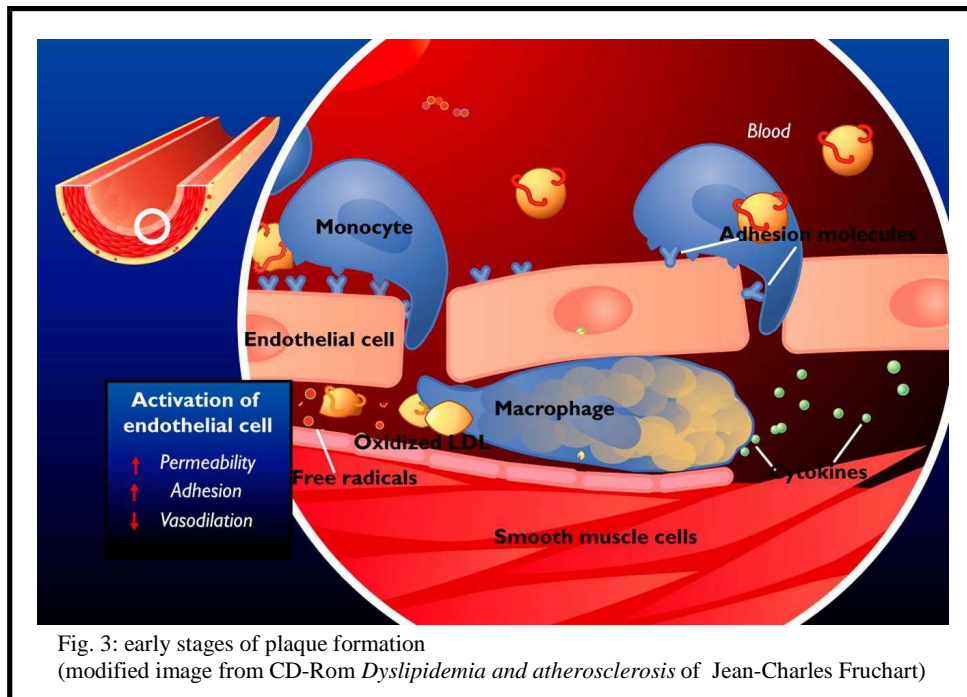 Blood
Monocyte
Adhesion molecules
Endothelial cell
Activation of
endothelial cell
Permeability
Adhesion
Vasodilation
Macrophage
Oxidized LDL
Free radicals
Cytokines
Smooth muscle cells
Fig. 3: early stages of plaque formation
(modified image from CD-Rom Dyslipidemia and atherosclerosis of Jean-Charles Fruchart)